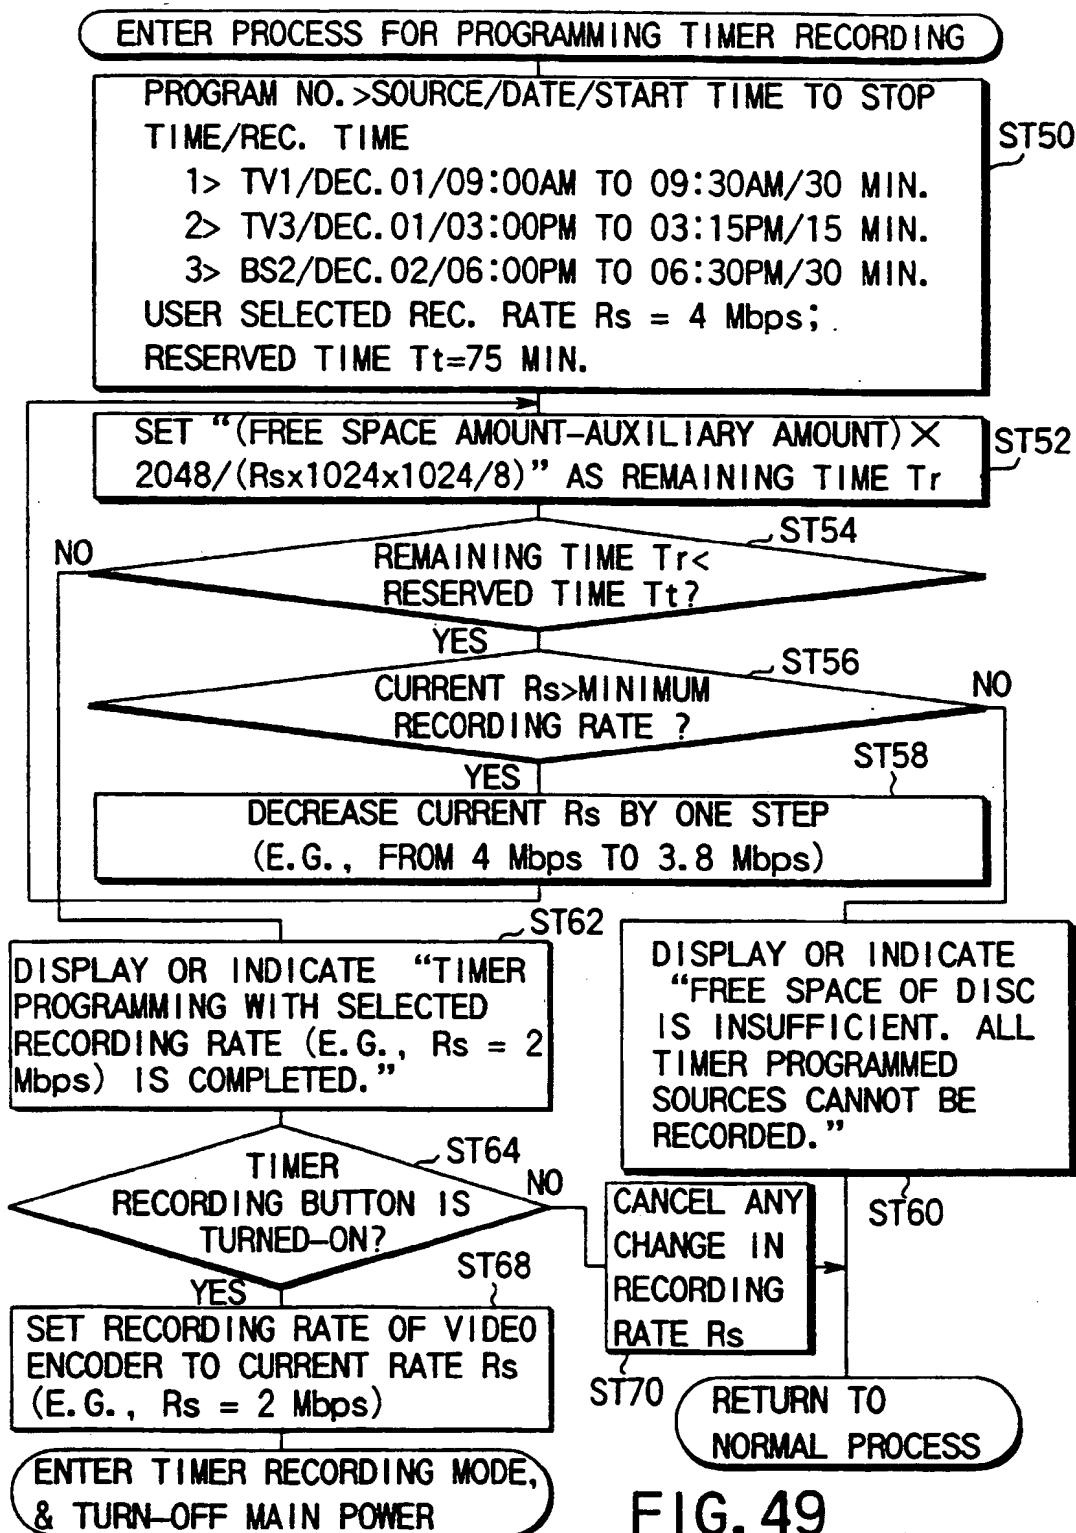 ENTER PROCESS FOR PROGRAMMING TIMER RECORDING
PROGRAM NO.>SOURCE/DATE/START TIME TO STOP
TIME/REC. TIME
1> TV1/DEC.01/09:00AM TO 09:30AM/30 MIN.
2> TV3/DEC.01/03:00PM TO 03:15PM/15 MIN.
3> BS2/DEC.02/06:00PM TO 06:30PM/30 MIN.
USER SELECTED REC. RATE Rs = 4 Mbps;
RESERVED TIME Tt=75 MIN.
ST50
SET “(FREE SPACE AMOUNT–AUXILIARY AMOUNT)×
2048/(Rsx1024x1024/8)” AS REMAINING TIME Tr
ST52
ST54
NO
REMAINING TIME Tr<
RESERVED TIME Tt?
YES
ST56
CURRENT Rs>MINIMUM
RECORDING RATE ?
NO
YES
ST58
DECREASE CURRENT Rs BY ONE STEP
(E.G., FROM 4 Mbps TO 3.8 Mbps)
ST62
DISPLAY OR INDICATE “TIMER
PROGRAMMING WITH SELECTED
RECORDING RATE (E.G., Rs = 2
Mbps) IS COMPLETED.”
DISPLAY OR INDICATE
“FREE SPACE OF DISC
IS INSUFFICIENT. ALL
TIMER PROGRAMMED
SOURCES CANNOT BE
RECORDED.”
ST60
ST64
TIMER
RECORDING BUTTON IS
TURNED–ON?
NO
YES
CANCEL ANY
CHANGE IN
RECORDING
RATE Rs
ST70
ST68
SET RECORDING RATE OF VIDEO
ENCODER TO CURRENT RATE Rs
(E.G., Rs = 2 Mbps)
RETURN TO
NORMAL PROCESS
ENTER TIMER RECORDING MODE,
& TURN–OFF MAIN POWER
FIG. 49